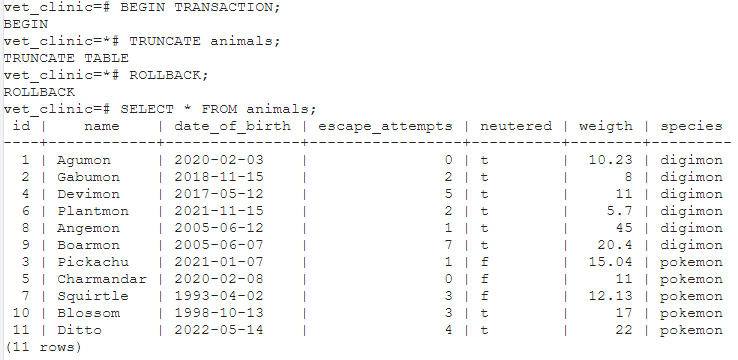 vet_clinic=# BEGIN TRANSACTION;
BEGIN
vet_clinic=*# TRUNCATE animals;
TRUNCATE TABLE
vet_clinic=*# ROLLBACK;
ROLLBACK
vet_clinic=# SELECT * FROM animals;
 id |    name    | date_of_birth | escape_attempts | neutered | weigth | species
----+------------+---------------+-----------------+----------+--------+---------
  1 | Agumon     | 2020-02-03    |               0 | t        |  10.23 | digimon
  2 | Gabumon    | 2018-11-15    |               2 | t        |      8 | digimon
  4 | Devimon    | 2017-05-12    |               5 | t        |     11 | digimon
  6 | Plantmon   | 2021-11-15    |               2 | t        |    5.7 | digimon
  8 | Angemon    | 2005-06-12    |               1 | t        |     45 | digimon
  9 | Boarmon    | 2005-06-07    |               7 | t        |   20.4 | digimon
  3 | Pickachu   | 2021-01-07    |               1 | f        |  15.04 | pokemon
  5 | Charmandar | 2020-02-08    |               0 | f        |     11 | pokemon
  7 | Squirtle   | 1993-04-02    |               3 | f        |  12.13 | pokemon
 10 | Blossom    | 1998-10-13    |               3 | t        |     17 | pokemon
 11 | Ditto      | 2022-05-14    |               4 | t        |     22 | pokemon
(11 rows)